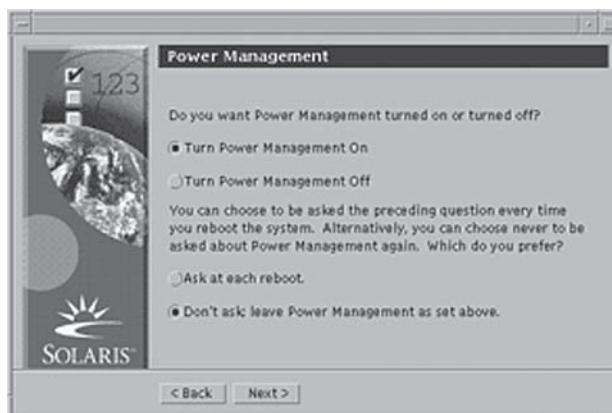 Power Management
123
Do you want Power Management turned on or turned off?
Turn Power Management On
Turn Power Management Off
You can choose to be asked the preceding question every time
you reboot the system. Alternatively, you can choose never to be
asked about Power Management again. Which do you prefer?
Ask at each reboot.
Don't ask; leave Power Management as set above.
SOLARIS™
< Back
Next >